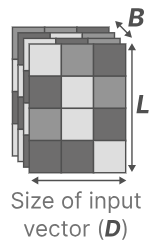 B
L
Size of input
vector (D)